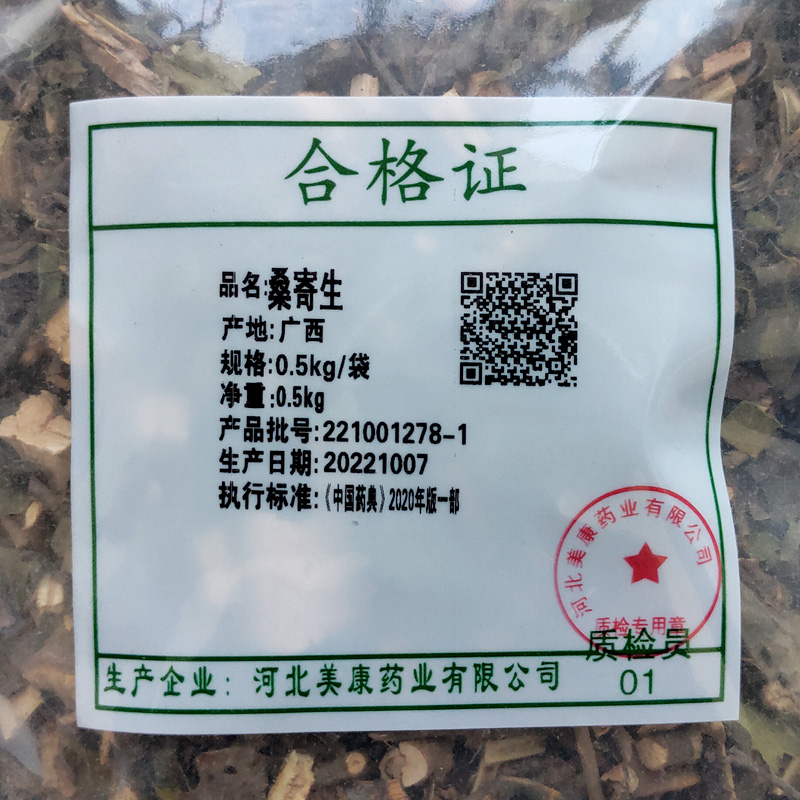 合格证
品名:桑寄生
产地:广西
规格:0.5kg/袋
净重:0.5kg
产品批号:221001278-1
生产日期:20221007
执行标准:《中国药典》2020年版一部
河北美康药业有限公司
质检专用章
质检员
01
生产企业：河北美康药业有限公司